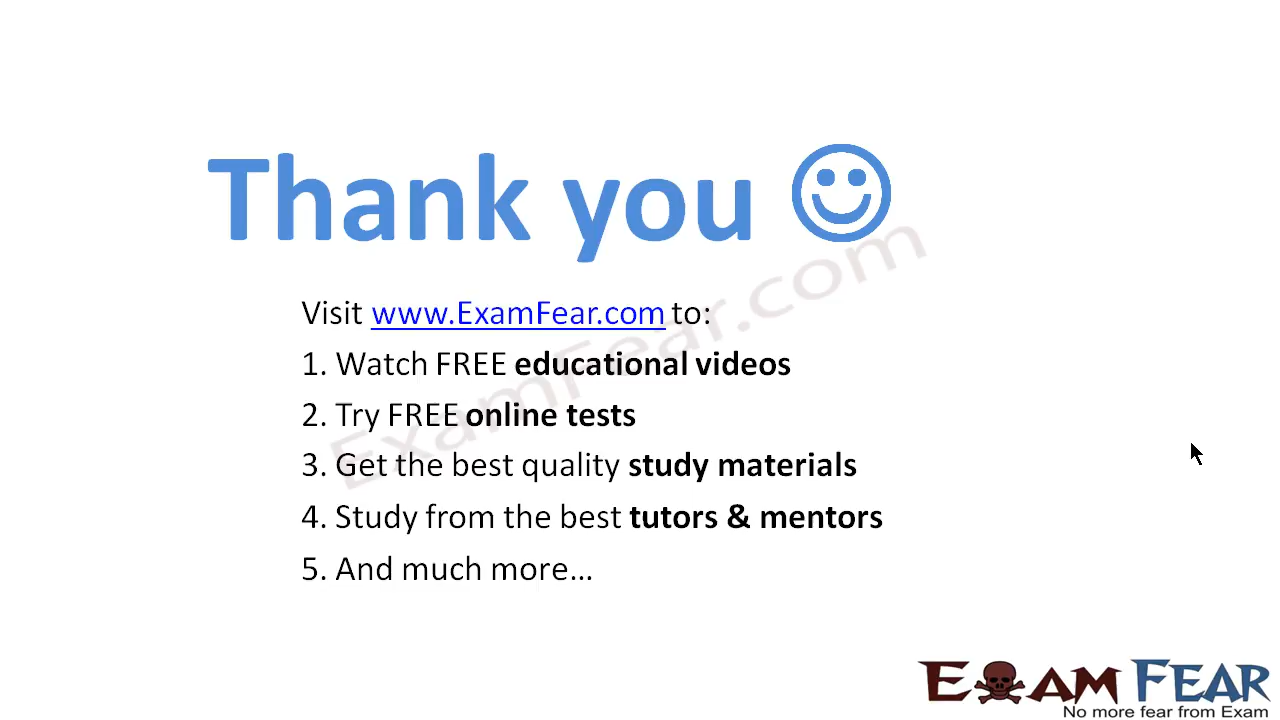 Thank you ☺
Visit www.ExamFear.com to:
1. Watch FREE educational videos
2. Try FREE online tests
3. Get the best quality study materials
4. Study from the best tutors & mentors
5. And much more...
ExamFear.com
EXAM FEAR
No more fear from Exam